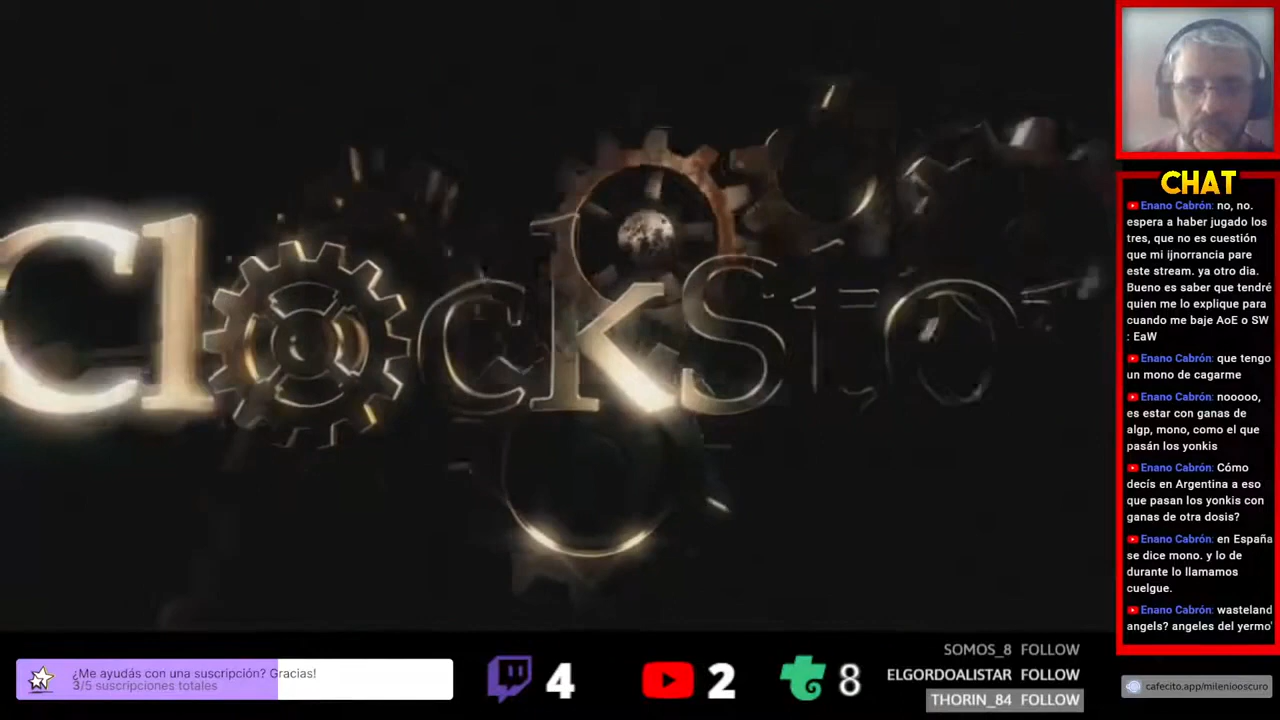 ClockSto
CHAT
Enano Cabrón: no, no.
espera a haber jugado los
tres, que no es cuestión
que mi ijnorrancia pare
este stream. ya otro dia.
Bueno es saber que tendré
quien me lo explique para
cuando me baje AoE o SW
: EaW
Enano Cabrón: que tengo
un mono de cagarme
Enano Cabrón: nooooo,
es estar con ganas de
algp, mono, como el que
pasán los yonkis
Enano Cabrón: Cómo
decís en Argentina a eso
que pasan los yonkis con
ganas de otra dosis?
Enano Cabrón: en España
se dice mono. y lo de
durante lo llamamos
cuelgue.
Enano Cabrón: wasteland
angels? angeles del yermo
¿Me ayudás con una suscripción? Gracias!
3/5 suscripciones totales
4
2
8
SOMOS_8 FOLLOW
ELGORDOALISTAR FOLLOW
THORIN_84 FOLLOW
cafecito.app/mileniooscuro